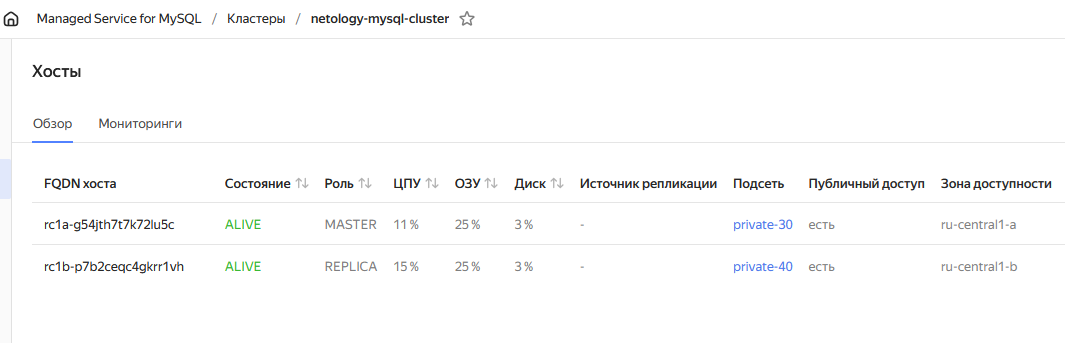 Managed Service for MySQL / Кластеры / netology-mysql-cluster
Хосты
Обзор Мониторинги
FQDN хоста Состояние Роль ЦПУ ОЗУ Диск Источник репликации Подсеть Публичный доступ Зона доступности
rc1a-g54jth7t7k72lu5c ALIVE MASTER 11 % 25 % 3 % - private-30 есть ru-central1-a
rc1b-p7b2ceqc4gkrr1vh ALIVE REPLICA 15 % 25 % 3 % - private-40 есть ru-central1-b